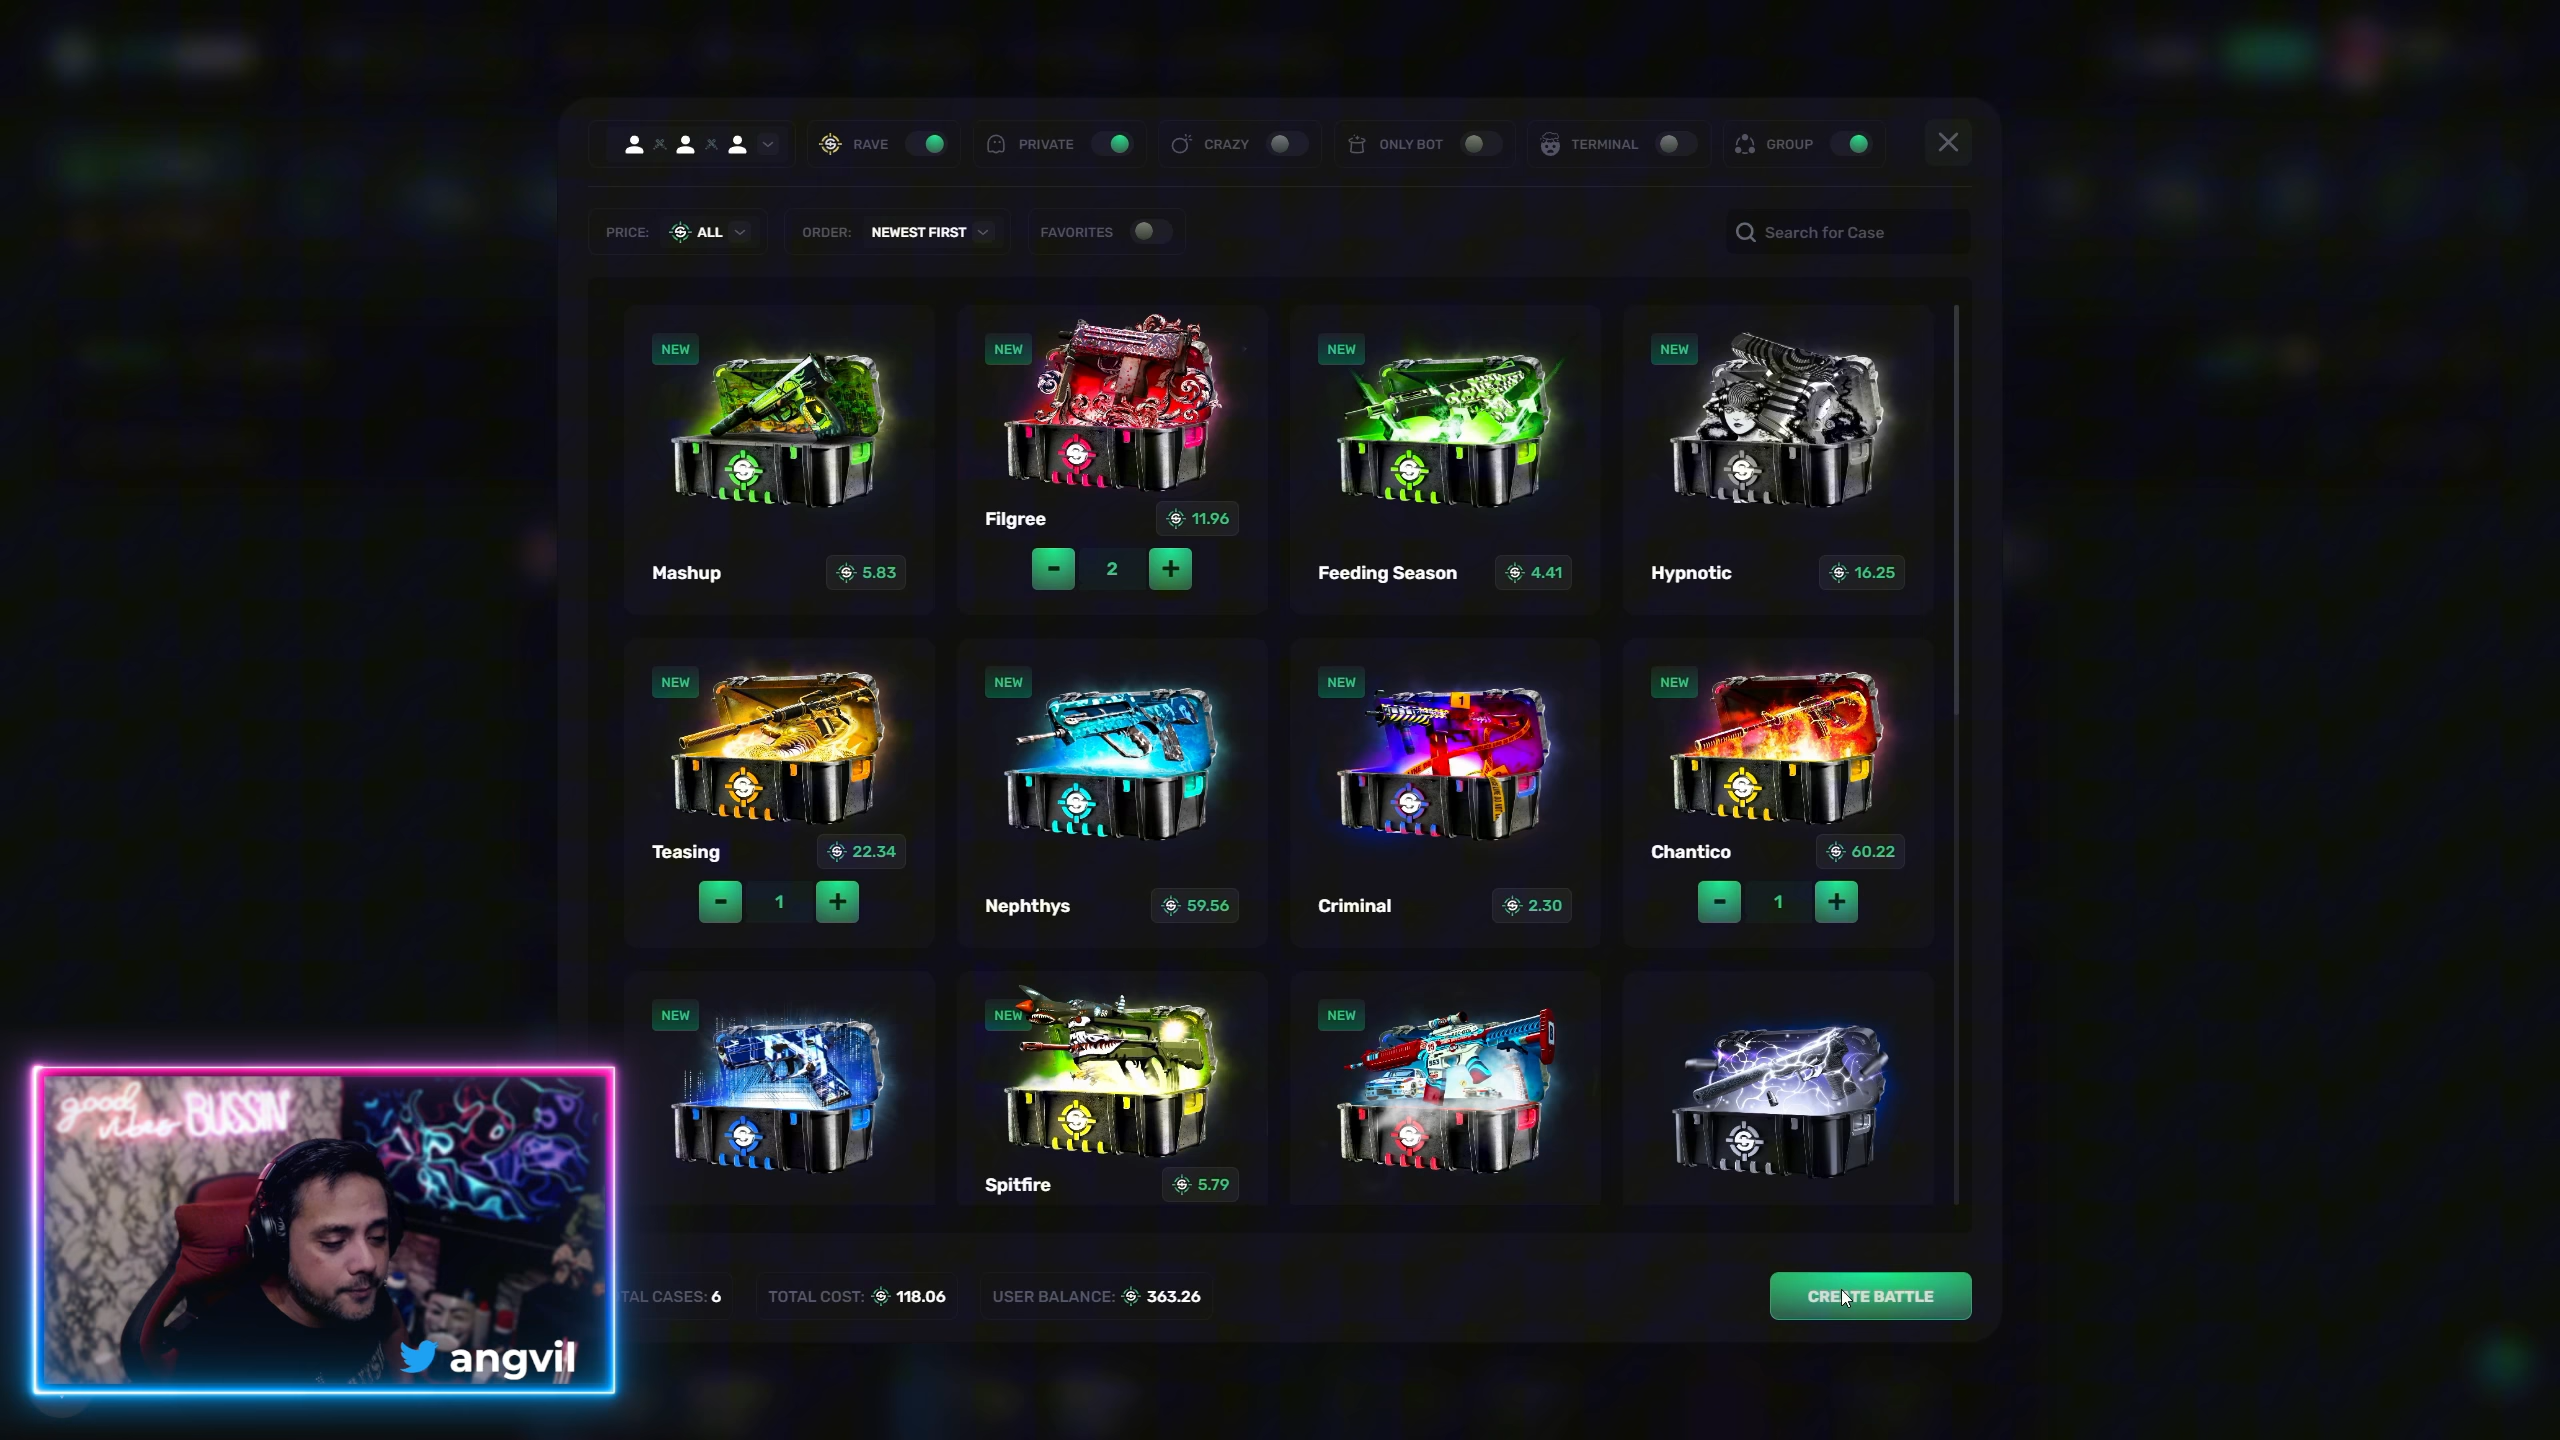 RAVE
PRIVATE
CRAZY
ONLY BOT
TERMINAL
GROUP
PRICE: ALL
ORDER: NEWEST FIRST
FAVORITES
Search for Case
NEW
NEW
NEW
NEW
Filgree 11.96
- 2 +
Mashup 5.83
Feeding Season 4.41
Hypnotic 16.25
NEW
NEW
NEW
NEW
1
Teasing 22.34
Chantico 60.22
- 1 +
- 1 +
Nephthys 59.56
Criminal 2.30
NEW
NEW
NEW
Spitfire 5.79
good vibes BUSSIN'
angvil
TAL CASES: 6
TOTAL COST: 118.06
USER BALANCE: 363.26
CREATE BATTLE